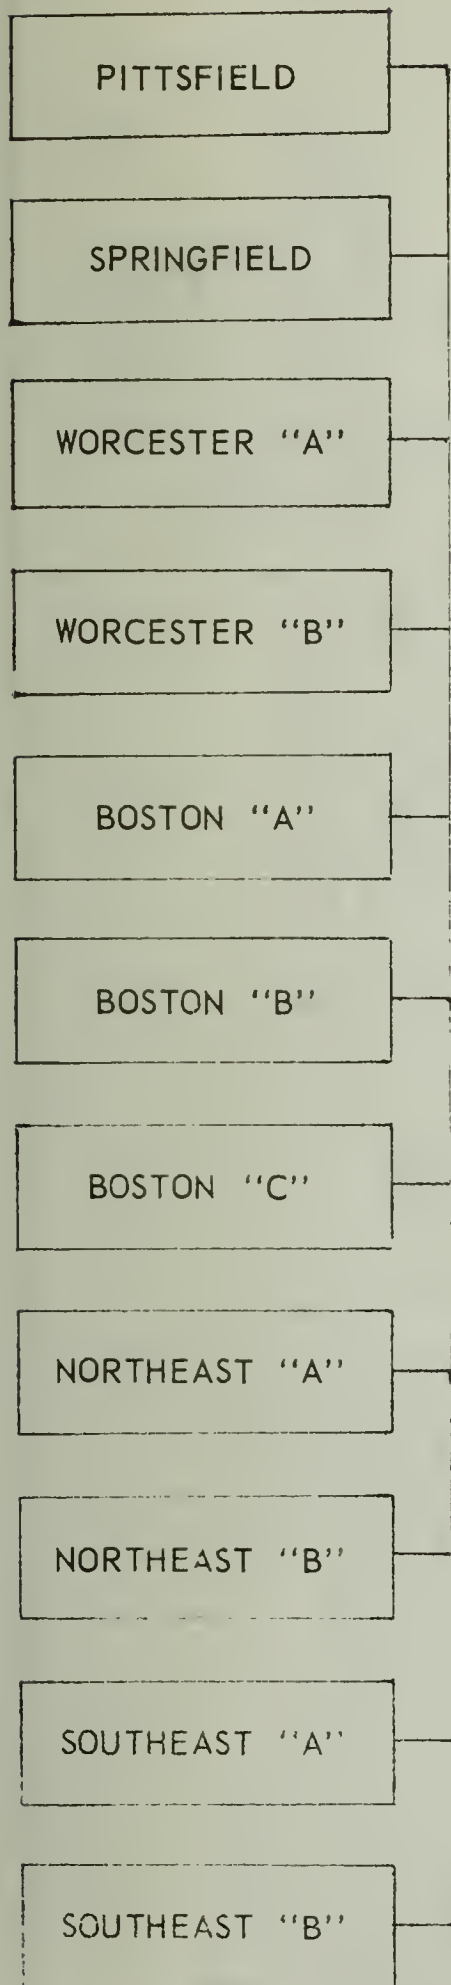 PITTSFIELD
SPRINGFIELD
WORCESTER "A"
WORCESTER "B"
BOSTON "A"
BOSTON "B"
BOSTON "C"
NORTHEAST "A"
NORTHEAST "B"
SOUTHEAST "A"
SOUTHEAST "B"